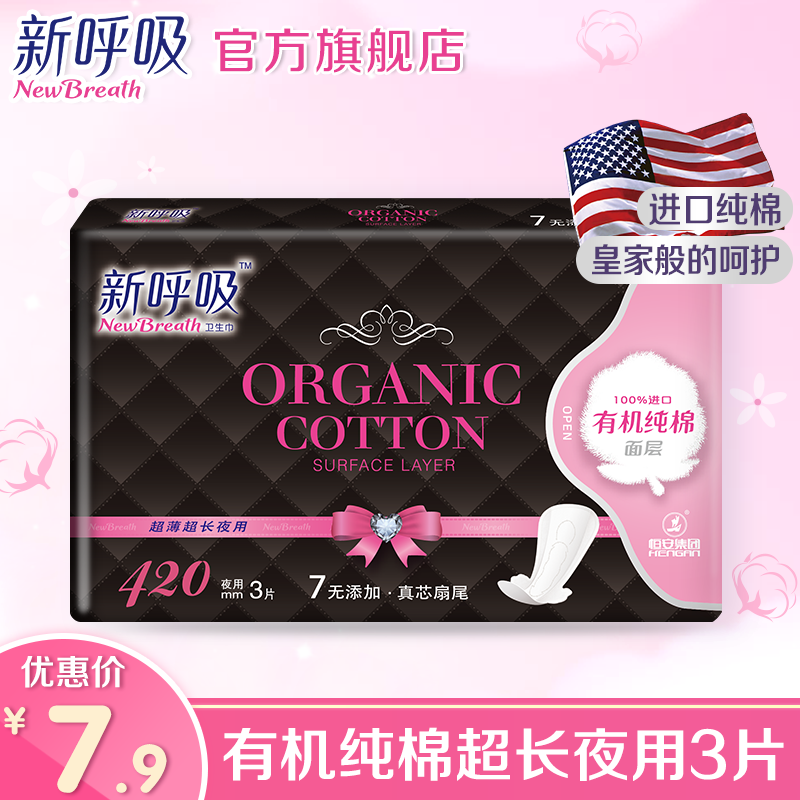 新呼吸 官方旗舰店
NewBreath
进口纯棉
皇家般的呵护
新呼吸
NewBreath
ORGANIC
COTTON
SURFACE LAYER
7无添
新呼吸™
NewBreath 卫生巾
ORGANIC
COTTON
SURFACE LAYER
OPEN
100%进口
有机纯棉
面层
NewBreath 超薄超长夜用 NewBreath NewBreath
恒安集团
HENGAN
420 夜用 mm 3片
7无添加·真芯扇尾
优惠价
¥7.9
有机纯棉超长夜用3片